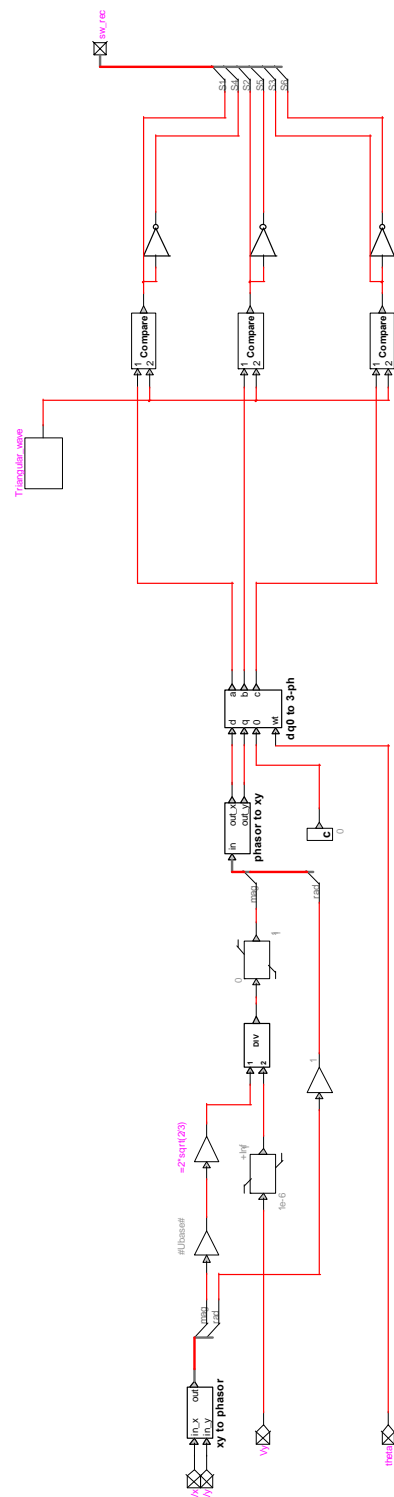 Triangular_wave
sw_rec
in_x
in_y
out
xy to phasor
mag
rad
#Ubase#
=2*sqrt(2/3)
Vy
+Inf
1e-6
1
2
DIV
0
1
mag
rad
1
in
out_x
out_y
phasor to xy
c
0
d
q
0
wt
a
b
c
dq0 to 3-ph
theta
1
2
Compare
1
2
Compare
1
2
Compare
S1
S4
S2
S5
S3
S6